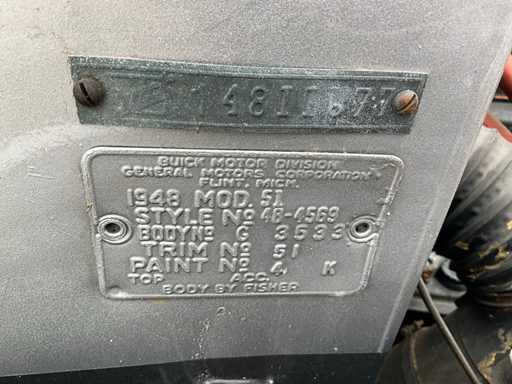 BUICK MOTOR DIVISION
GENERAL MOTORS CORPORATION
FLINT, MICH.
1948 MOD. 51
STYLE NO 48-4569
BODY NO G 3533
TRIM NO 51
PAINT NO 4 K
TOP ACC.
BODY BY FISHER